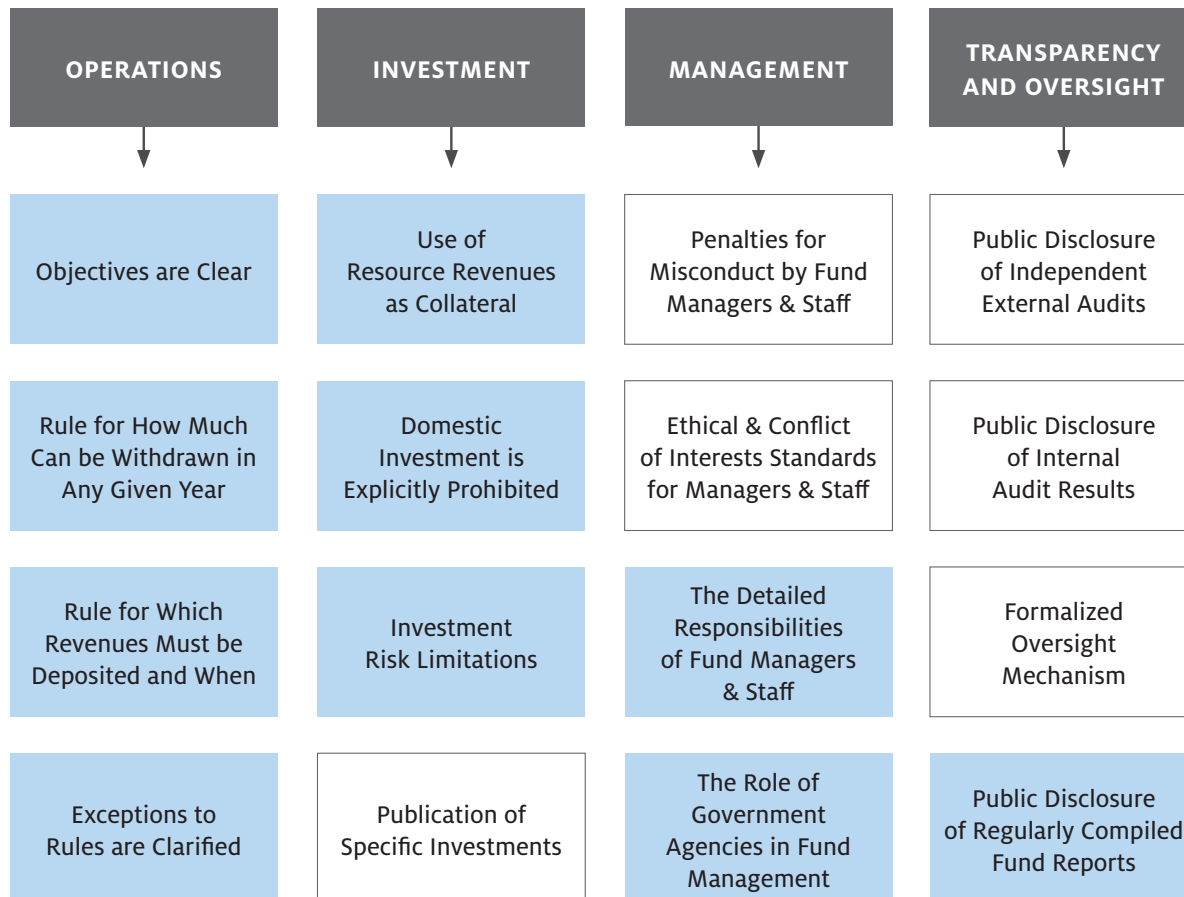 OPERATIONS
Objectives are Clear
Rule for How Much
Can be Withdrawn in
Any Given Year
Rule for Which
Revenues Must be
Deposited and When
Exceptions to
Rules are Clarified
INVESTMENT
Use of
Resource Revenues
as Collateral
Domestic
Investment is
Explicitly Prohibited
Investment
Risk Limitations
Publication of
Specific Investments
MANAGEMENT
Penalties for
Misconduct by Fund
Managers & Staff
Ethical & Conflict
of Interests Standards
for Managers & Staff
The Detailed
Responsibilities
of Fund Managers
& Staff
The Role of
Government
Agencies in Fund
Management
TRANSPARENCY
AND OVERSIGHT
Public Disclosure
of Independent
External Audits
Public Disclosure
of Internal
Audit Results
Formalized
Oversight
Mechanism
Public Disclosure
of Regularly Compiled
Fund Reports